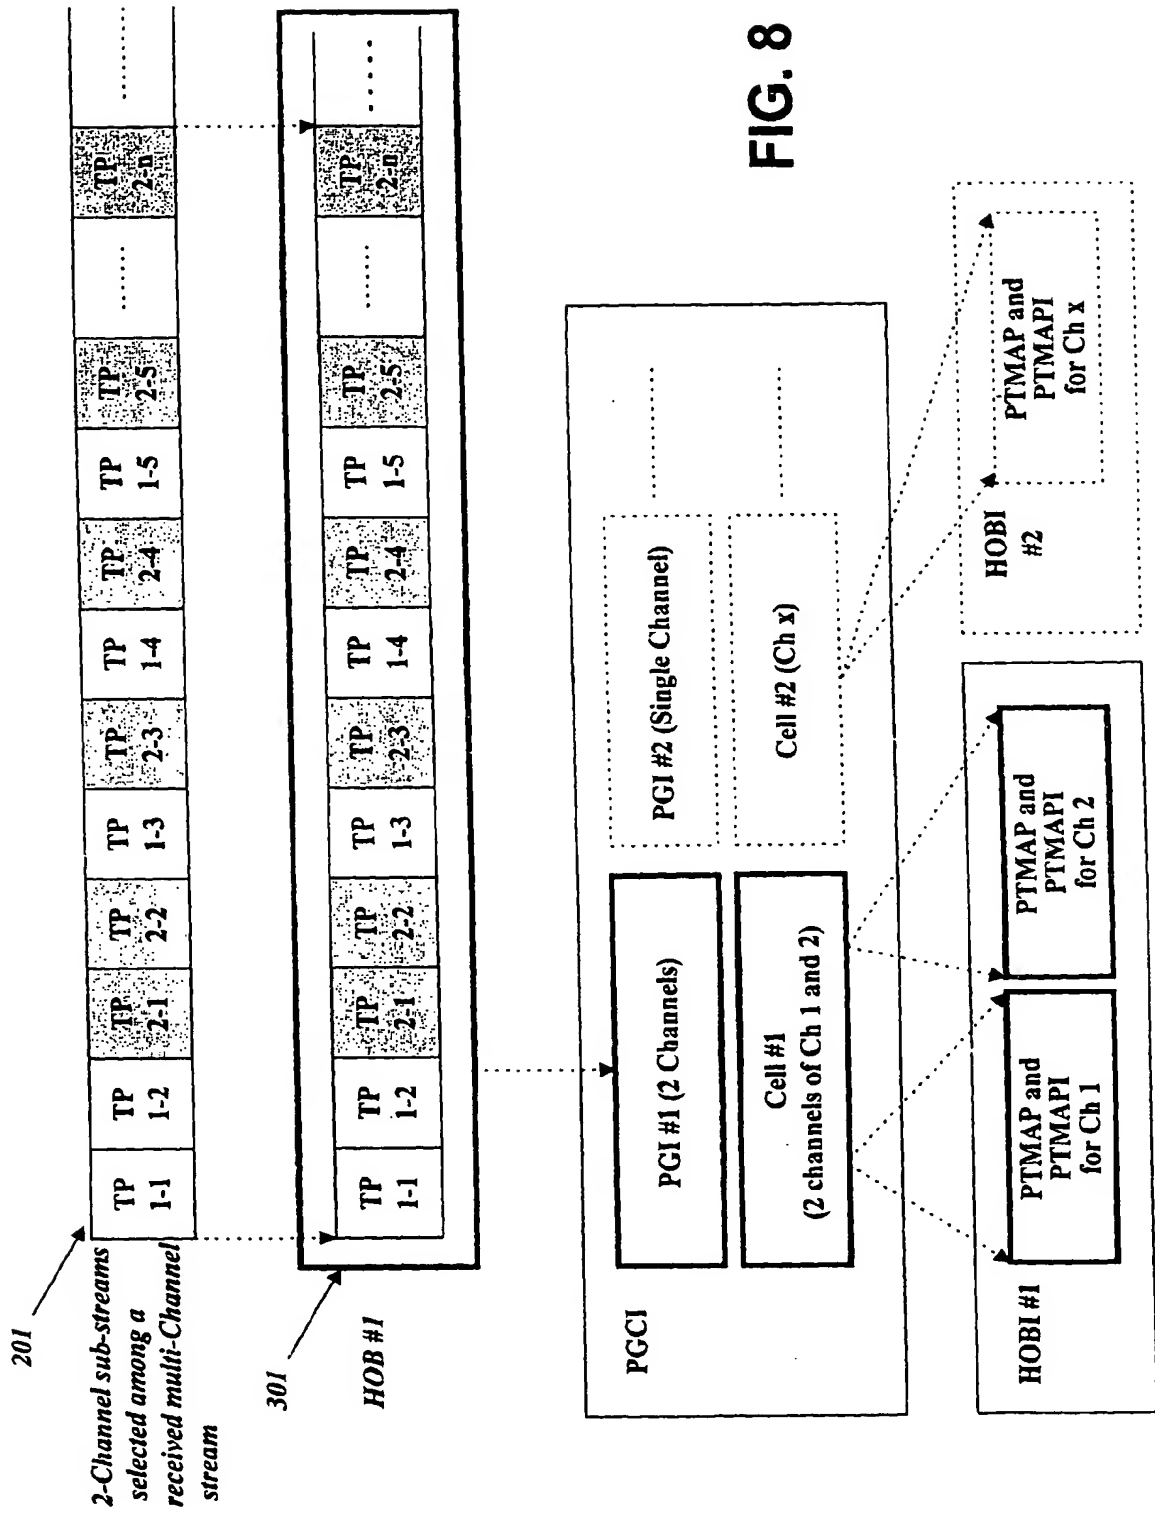 201
2-Channel sub-streams
selected among a
received multi-Channel
stream
TP
1-1
TP
1-2
TP
2-1
TP
2-2
TP
1-3
TP
2-3
TP
1-4
TP
2-4
TP
1-5
TP
2-5
........
TP
2-n
........
301
HOB #1
TP
1-1
TP
1-2
TP
2-1
TP
2-2
TP
1-3
TP
2-3
TP
1-4
TP
2-4
TP
1-5
TP
2-5
........
TP
2-n
.....
PGCI
PGI #1 (2 Channels)
PGI #2 (Single Channel)
Cell #1
(2 channels of Ch 1 and 2)
Cell #2 (Ch x)
HOBI #1
PTMAP and
PTMAPI
for Ch 1
PTMAP and
PTMAPI
for Ch 2
HOBI
#2
PTMAP and
PTMAPI
for Ch x
FIG. 8